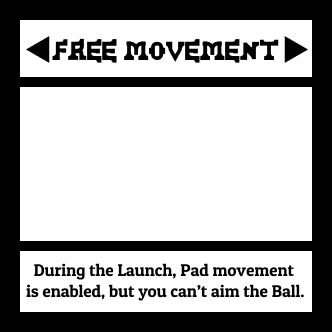 FREE MOVEMENT
During the Launch, Pad movement
is enabled, but you can't aim the Ball.